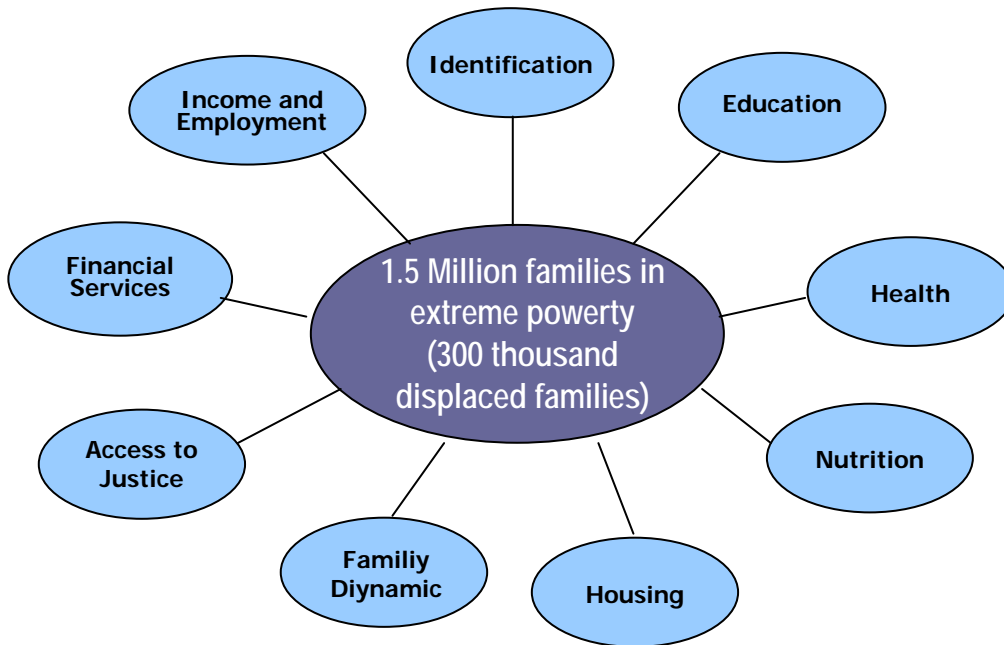 Identification
Education
Health
Nutrition
Housing
Familiy
Diynamic
Access to
Justice
Financial
Services
Income and
Employment
1.5 Million families in
extreme powerty
(300 thousand
displaced families)